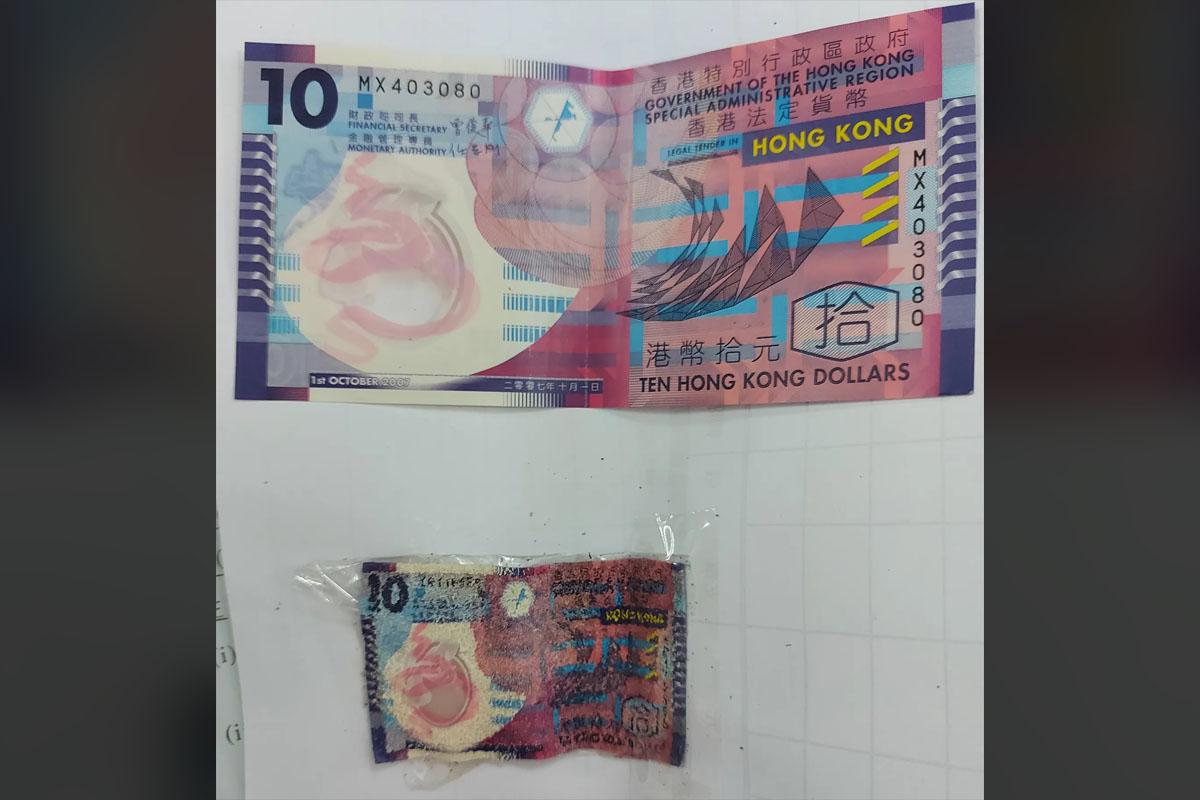 10
MX403080
財政司司長
FINANCIAL SECRETARY
金融管理專員
MONETARY AUTHORITY
1st OCTOBER 2007
二零零七年十月一日
香港特別行政區政府
GOVERNMENT OF THE HONG KONG
SPECIAL ADMINISTRATIVE REGION
香港法定貨幣
LEGAL TENDER IN
HONG KONG
MX403080
拾
港幣拾元
TEN HONG KONG DOLLARS
(i)
(i
10
HONG KONG